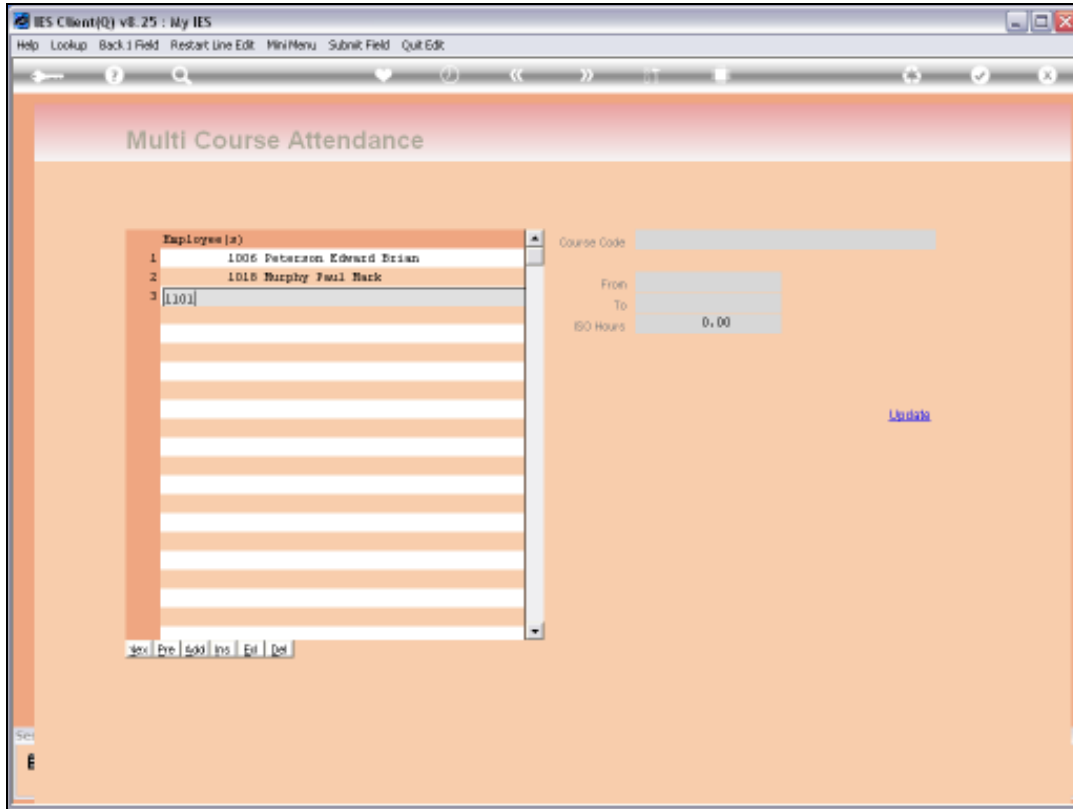 IES Client(Q) v8.25 : My IES
Help Lookup Back 1 Field Restart Line Edit MiniMenu Submit Field Quit Edit
Multi Course Attendance
Employee(s)
1 1006 Peterson Edward Brian
2 1018 Murphy Paul Mark
3 1101
Course Code
From
To
ISO Hours 0.00
Update
Nex Pre Add Ins Edi Del
Ses